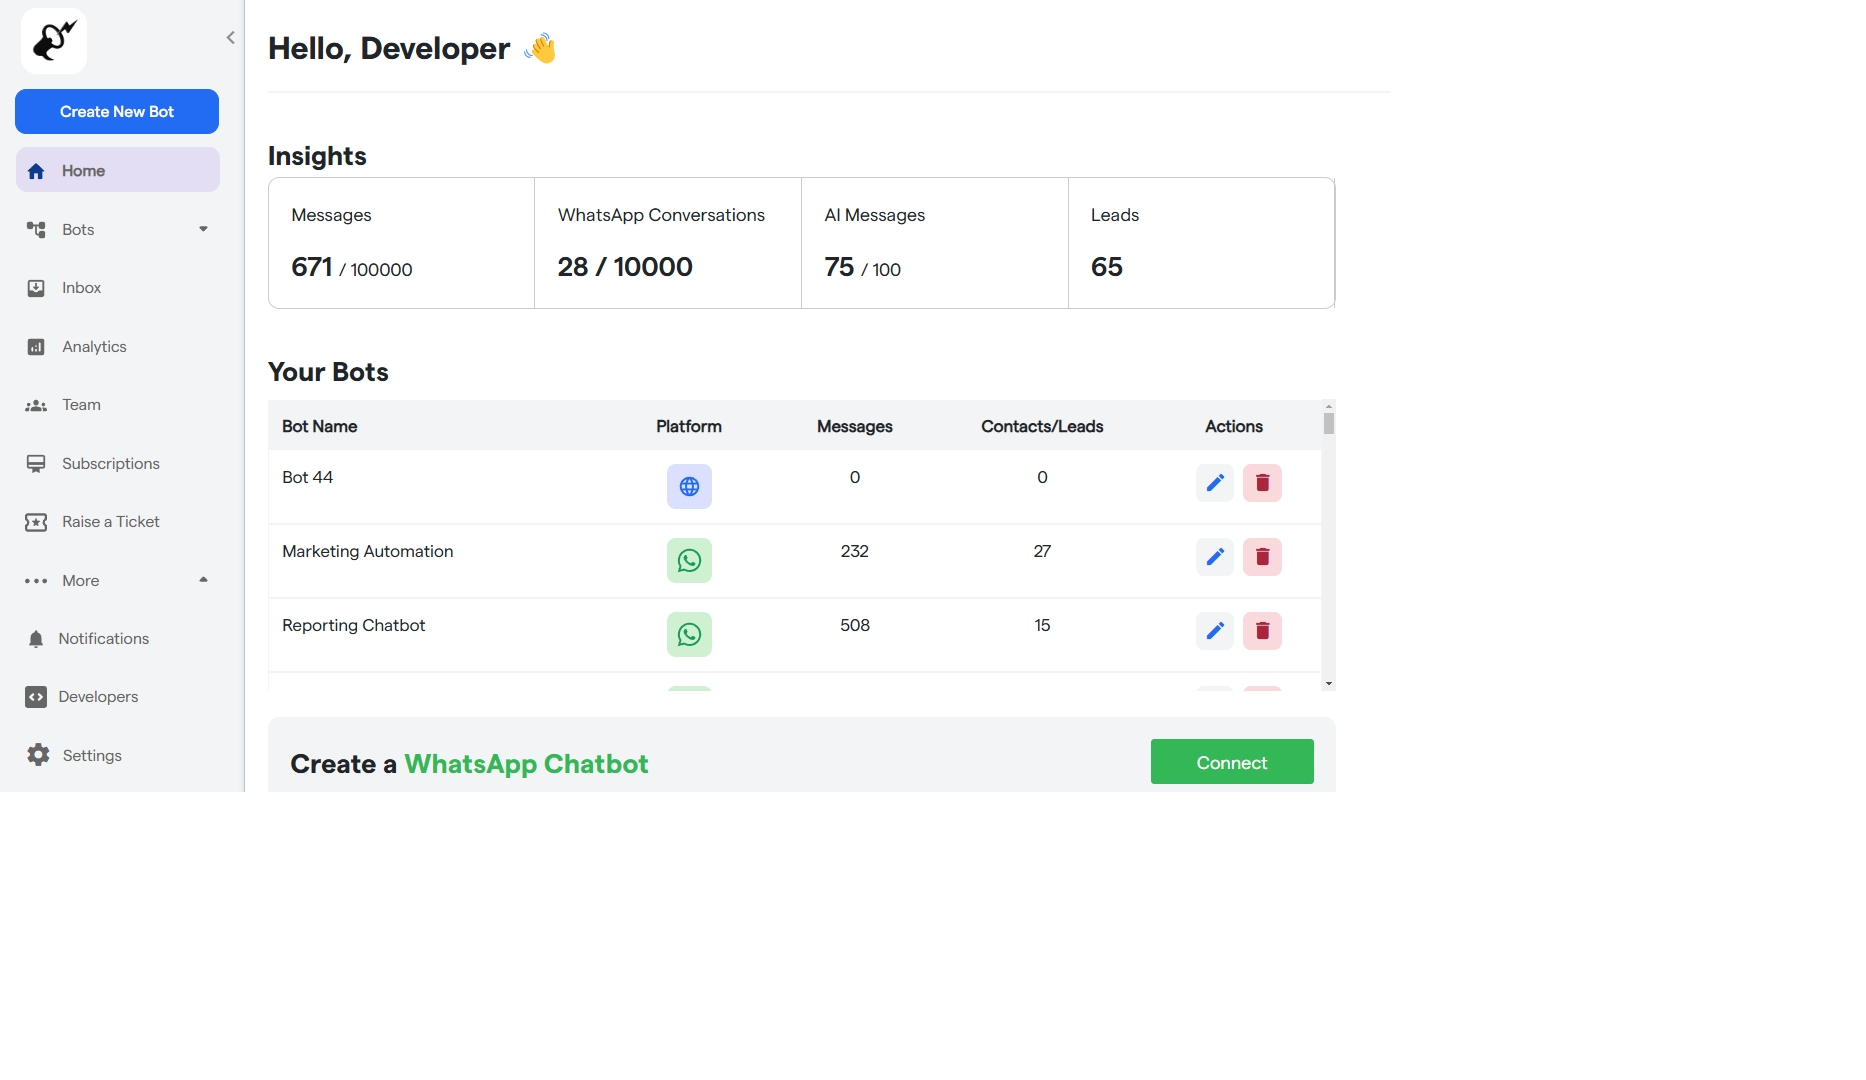 Create New Bot
Home
Bots
Inbox
Analytics
Team
Subscriptions
Raise a Ticket
More
Notifications
Developers
Settings
Hello, Developer 👋
Insights
Messages
671 / 100000
WhatsApp Conversations
28 / 10000
AI Messages
75 / 100
Leads
65
Your Bots
Bot Name Platform Messages Contacts/Leads Actions
Bot 44 0 0
Marketing Automation 232 27
Reporting Chatbot 508 15
Create a WhatsApp Chatbot
Connect